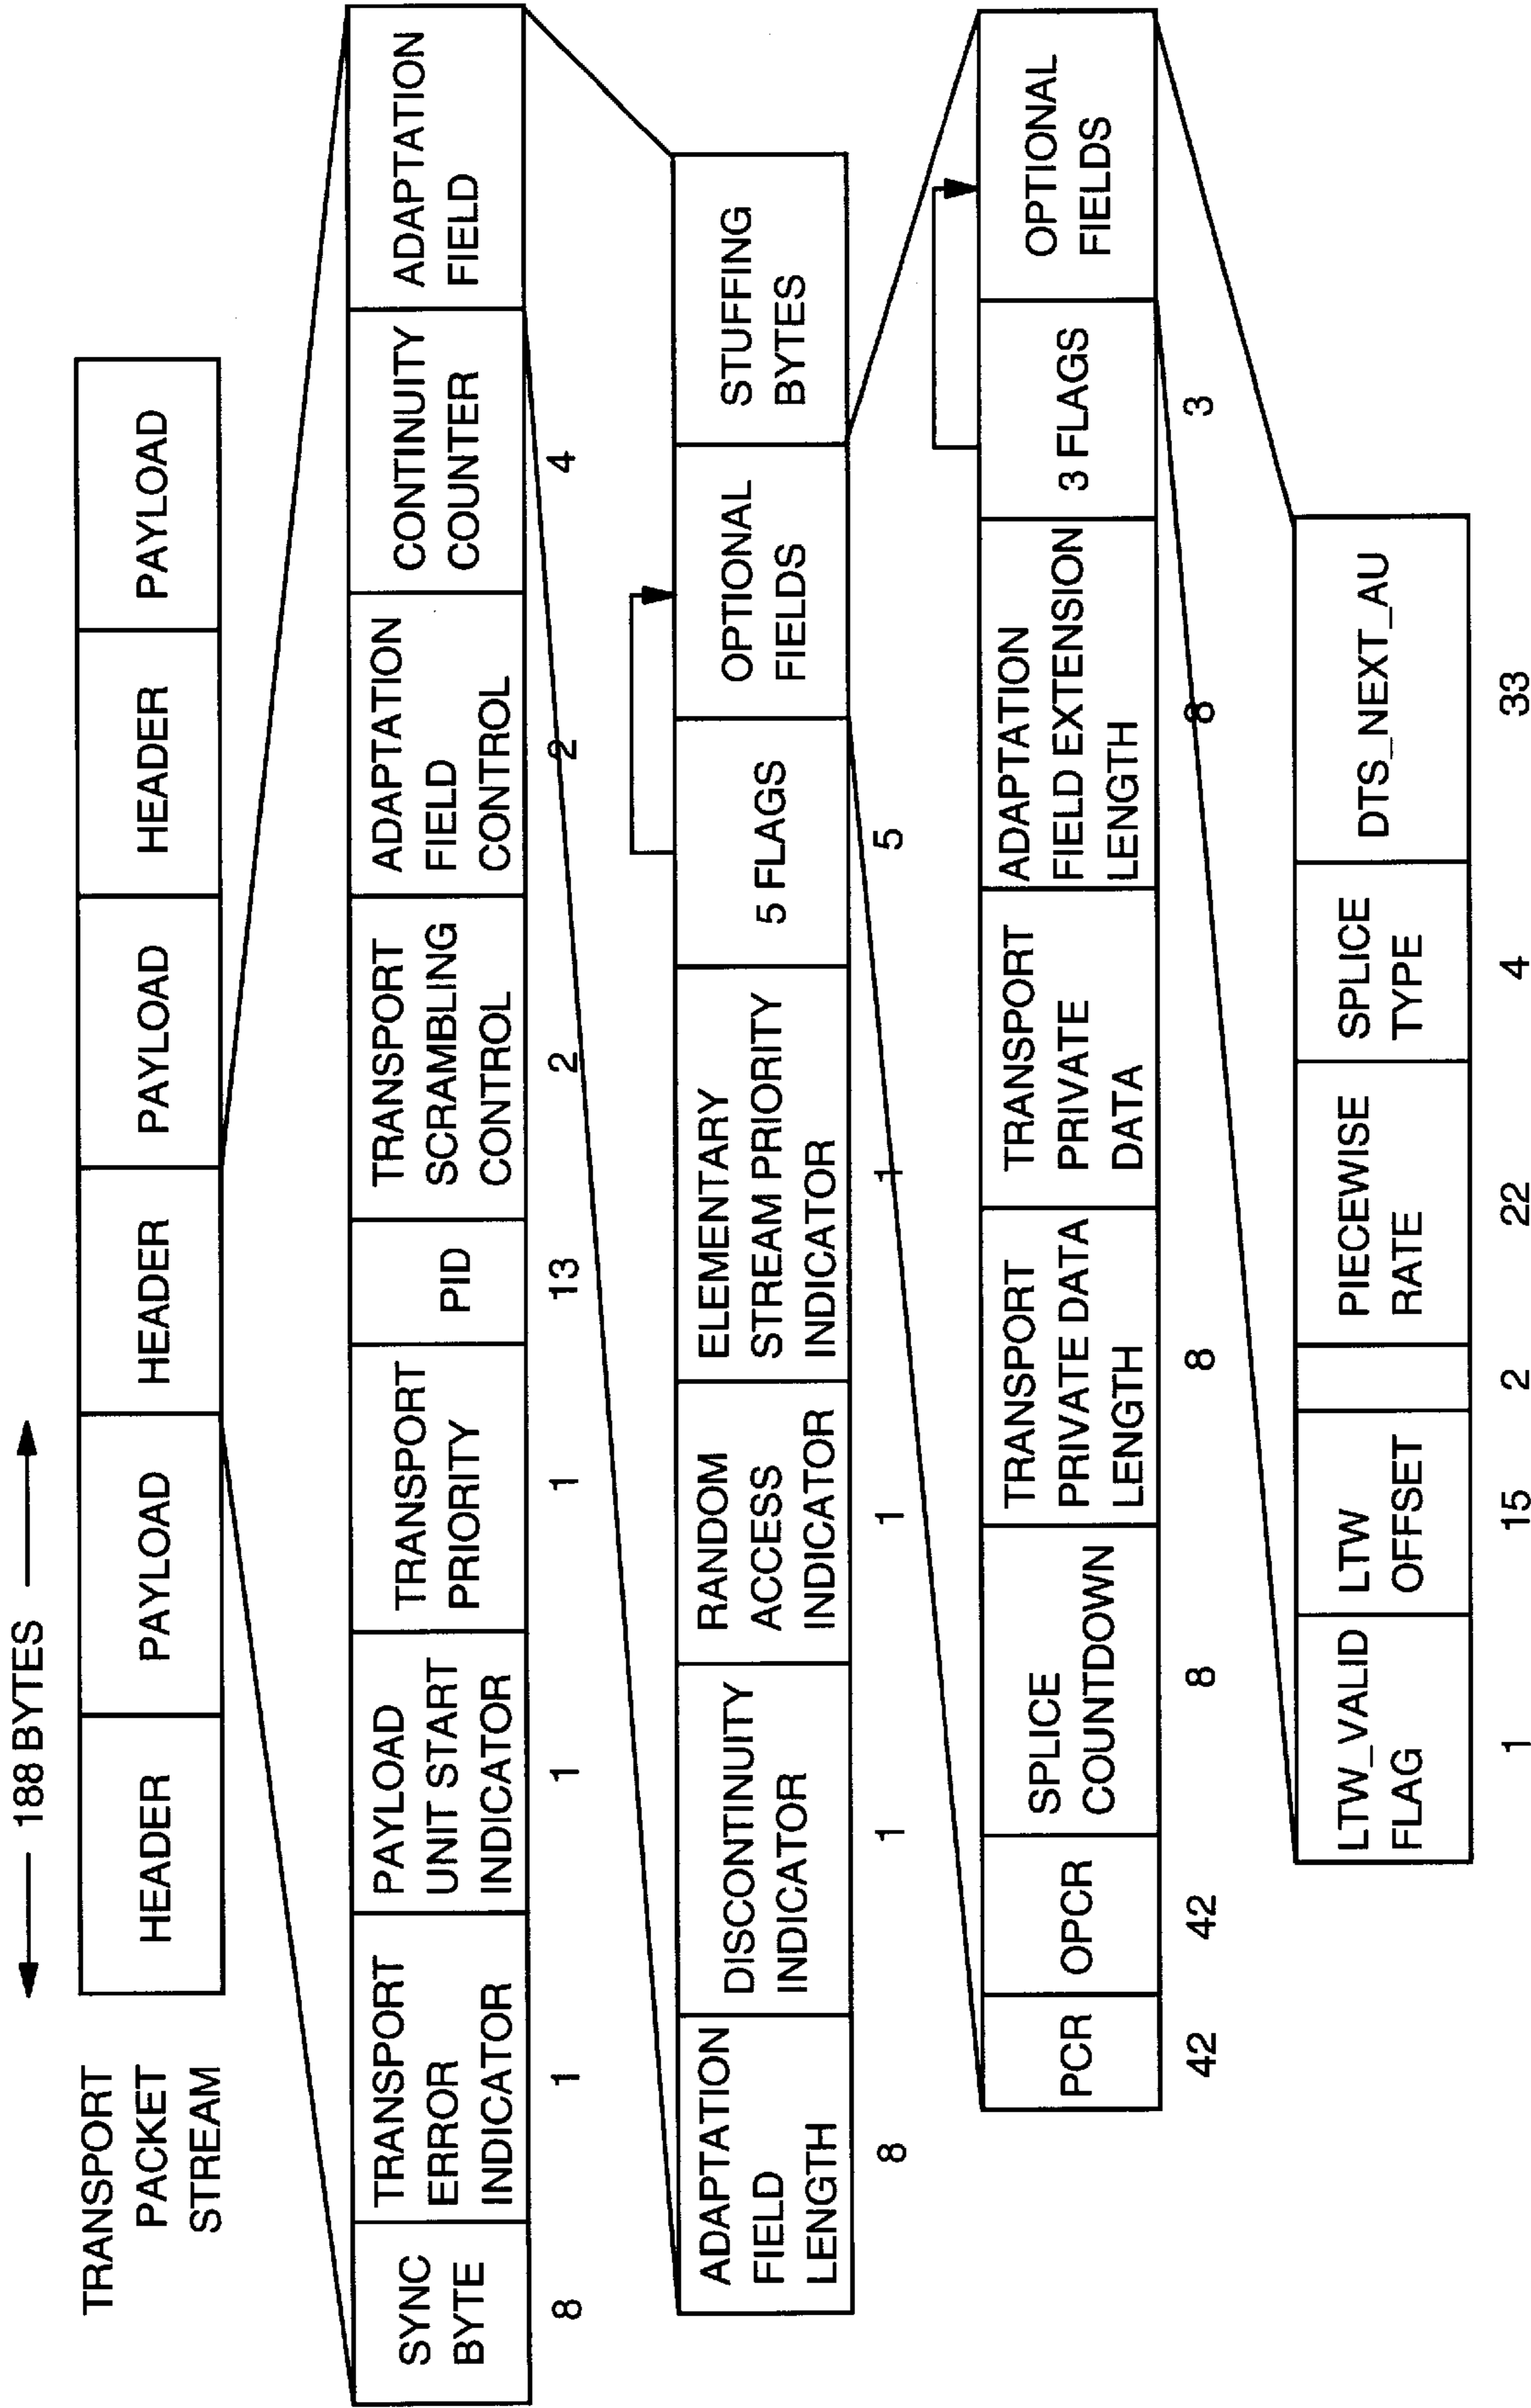 188 BYTES
TRANSPORT
PACKET
STREAM
HEADER
PAYLOAD
HEADER
PAYLOAD
HEADER
PAYLOAD
SYNC
BYTE
TRANSPORT
ERROR
INDICATOR
PAYLOAD
UNIT START
INDICATOR
TRANSPORT
PRIORITY
PID
TRANSPORT
SCRAMBLING
CONTROL
ADAPTATION
FIELD
CONTROL
CONTINUITY
COUNTER
ADAPTATION
FIELD
8
1
1
1
13
2
2
4
ADAPTATION
FIELD
LENGTH
DISCONTINUITY
INDICATOR
RANDOM
ACCESS
INDICATOR
ELEMENTARY
STREAM PRIORITY
INDICATOR
5 FLAGS
OPTIONAL
FIELDS
STUFFING
BYTES
8
1
1
1
5
PCR
OPCR
SPLICE
COUNTDOWN
TRANSPORT
PRIVATE DATA
LENGTH
TRANSPORT
PRIVATE
DATA
ADAPTATION
FIELD EXTENSION
LENGTH
3 FLAGS
OPTIONAL
FIELDS
42
42
8
8
8
3
LTW_VALID
FLAG
LTW
OFFSET
PIECEWISE
RATE
SPLICE
TYPE
DTS_NEXT_AU
1
15
2
22
4
33